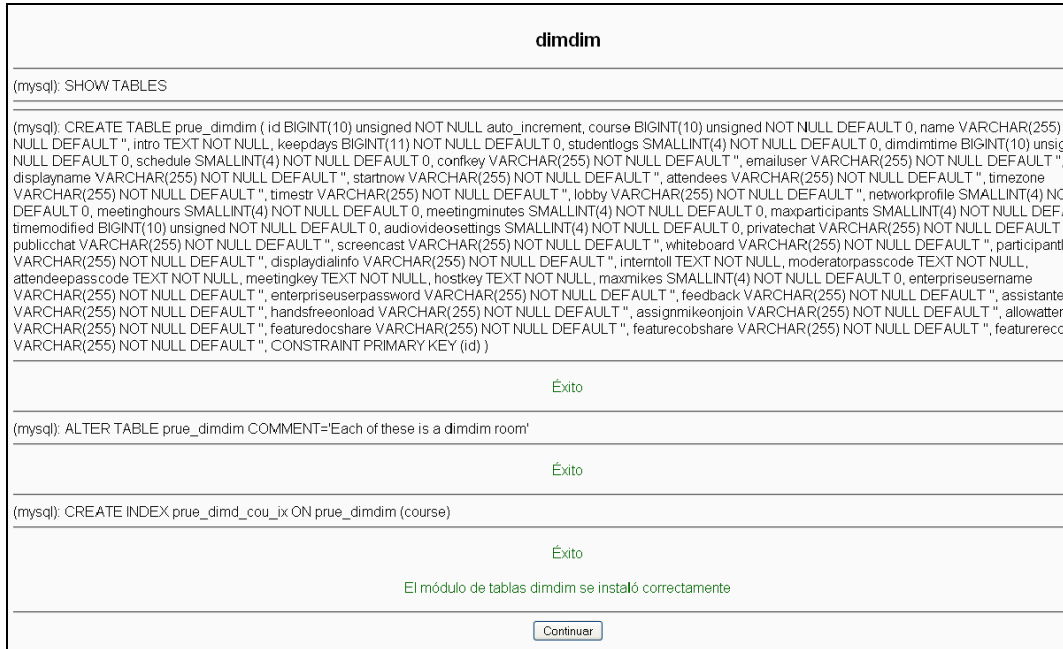 dimdim
(mysql): SHOW TABLES
(mysql): CREATE TABLE prue_dimdim ( id BIGINT(10) unsigned NOT NULL auto_increment, course BIGINT(10) unsigned NOT NULL DEFAULT 0, name VARCHAR(255)
NULL DEFAULT '', intro TEXT NOT NULL, keepdays BIGINT(11) NOT NULL DEFAULT 0, studentlogs SMALLINT(4) NOT NULL DEFAULT 0, dimdimtime BIGINT(10)
NULL DEFAULT 0, schedule SMALLINT(4) NOT NULL DEFAULT 0, confkey VARCHAR(255) NOT NULL DEFAULT '', emailuser VARCHAR(255) NOT NULL DEFAULT '',
displayname VARCHAR(255) NOT NULL DEFAULT '', startnow VARCHAR(255) NOT NULL DEFAULT '', attendees VARCHAR(255) NOT NULL DEFAULT '', timezone
VARCHAR(255) NOT NULL DEFAULT '', timestr VARCHAR(255) NOT NULL DEFAULT '', lobby VARCHAR(255) NOT NULL DEFAULT '', networkprofile SMALLINT(4)
DEFAULT 0, meetinghours SMALLINT(4) NOT NULL DEFAULT 0, meetingminutes SMALLINT(4) NOT NULL DEFAULT 0, maxparticipants SMALLINT(4) NOT NULL
timemodified BIGINT(10) unsigned NOT NULL DEFAULT 0, audiovideosettings SMALLINT(4) NOT NULL DEFAULT 0, privatechat VARCHAR(255) NOT NULL DEFAULT
publicchat VARCHAR(255) NOT NULL DEFAULT '', screencast VARCHAR(255) NOT NULL DEFAULT '', whiteboard VARCHAR(255) NOT NULL DEFAULT '',
VARCHAR(255) NOT NULL DEFAULT '', displaydialinfo VARCHAR(255) NOT NULL DEFAULT '', interntoll TEXT NOT NULL, moderatorpasscode TEXT NOT NULL,
attendeepasscode TEXT NOT NULL, meetingkey TEXT NOT NULL, hostkey TEXT NOT NULL, maxmikes SMALLINT(4) NOT NULL DEFAULT 0, enterpriseusername
VARCHAR(255) NOT NULL DEFAULT '', enterpriseuserpassword VARCHAR(255) NOT NULL DEFAULT '', feedback VARCHAR(255) NOT NULL DEFAULT '',
VARCHAR(255) NOT NULL DEFAULT '', handsfreeonload VARCHAR(255) NOT NULL DEFAULT '', assignmikeonjoin VARCHAR(255) NOT NULL DEFAULT '',
VARCHAR(255) NOT NULL DEFAULT '', featuredocshare VARCHAR(255) NOT NULL DEFAULT '', featurecobshare VARCHAR(255) NOT NULL DEFAULT '',
VARCHAR(255) NOT NULL DEFAULT '', CONSTRAINT PRIMARY KEY (id) )
Éxito
(mysql): ALTER TABLE prue_dimdim COMMENT='Each of these is a dimdim room'
Éxito
(mysql): CREATE INDEX prue_dimd_cou_ix ON prue_dimdim (course)
Éxito
El módulo de tablas dimdim se instaló correctamente
Continuar